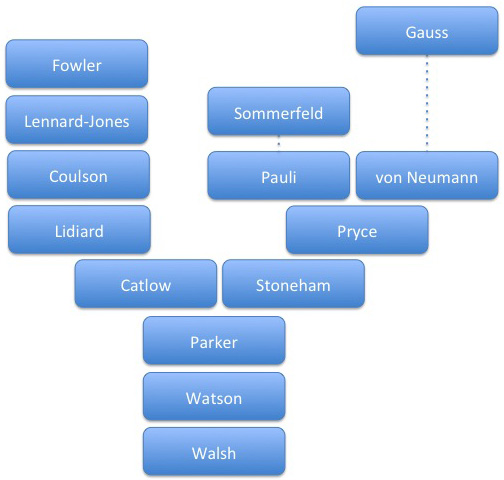 Gauss
Fowler
Sommerfeld
Lennard-Jones
Coulson
Pauli
von Neumann
Lidiard
Pryce
Catlow
Stoneham
Parker
Watson
Walsh